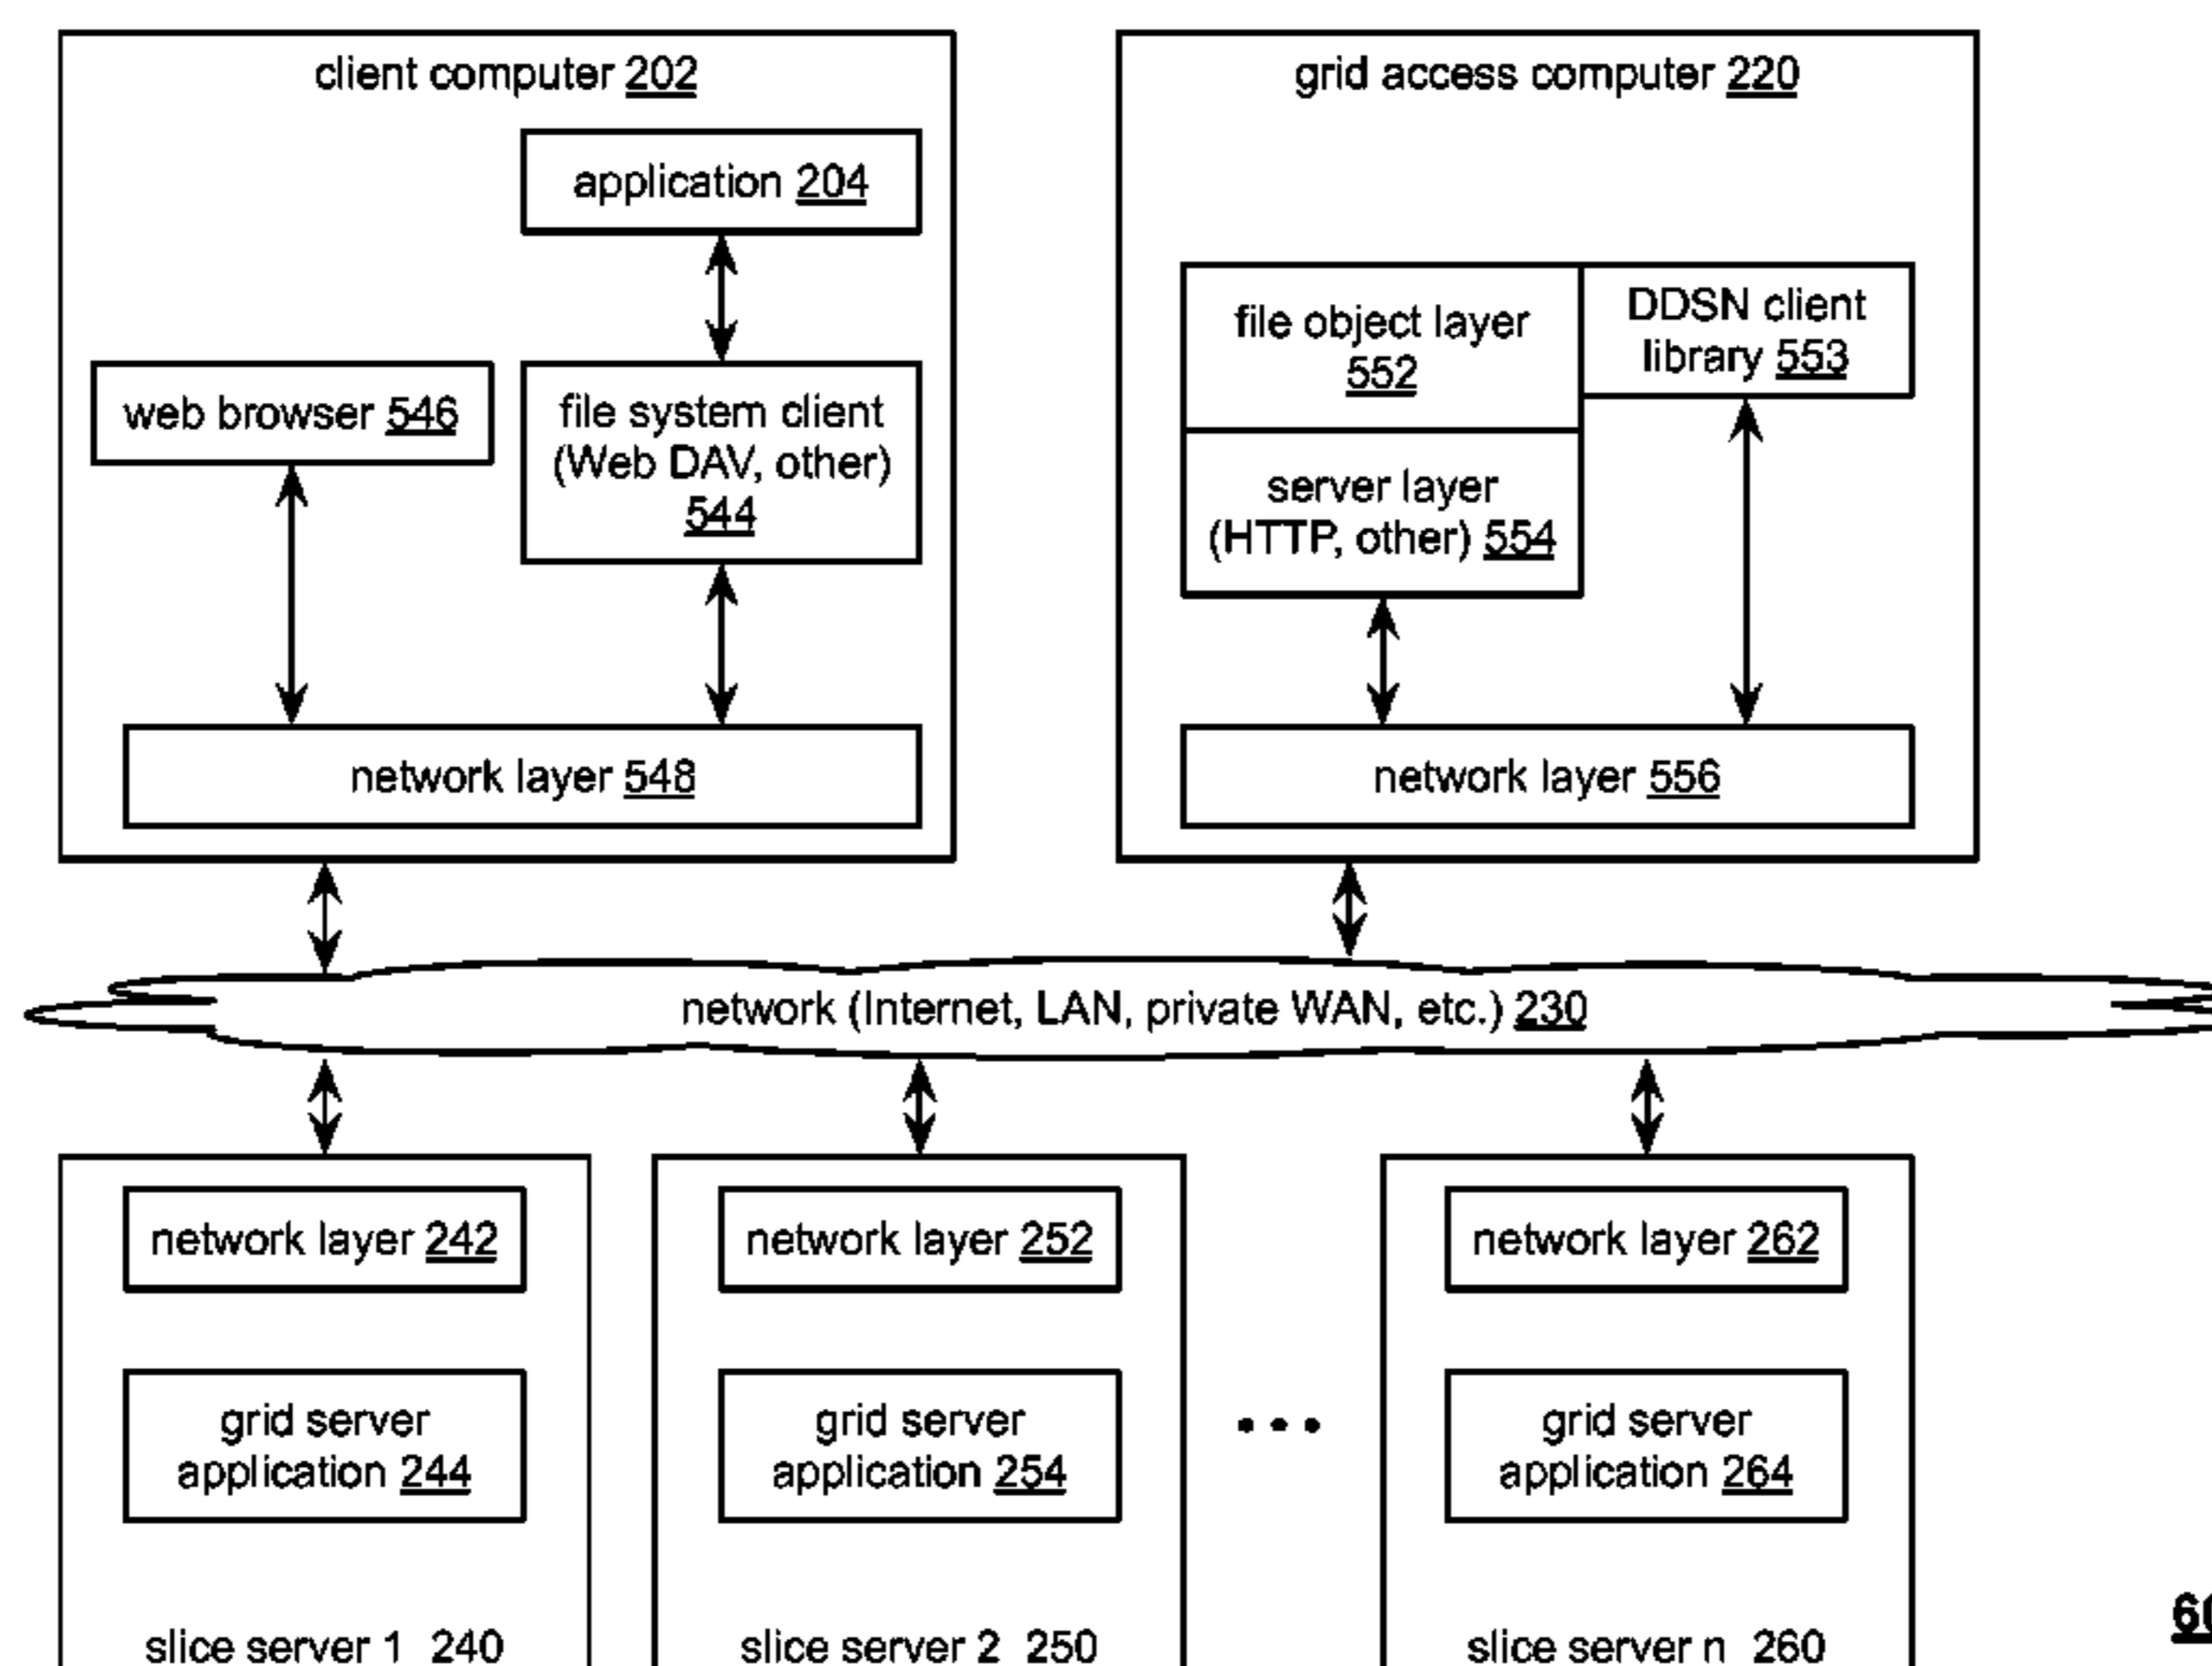 client computer 202
application 204
web browser 546
file system client
(Web DAV, other)
544
network layer 548
grid access computer 220
file object layer
552
DDSN client
library 553
server layer
(HTTP, other) 554
network layer 556
network (Internet, LAN, private WAN, etc.) 230
network layer 242
grid server
application 244
slice server 1 240
network layer 252
grid server
application 254
slice server 2 250
• • •
network layer 262
grid server
application 264
slice server n 260